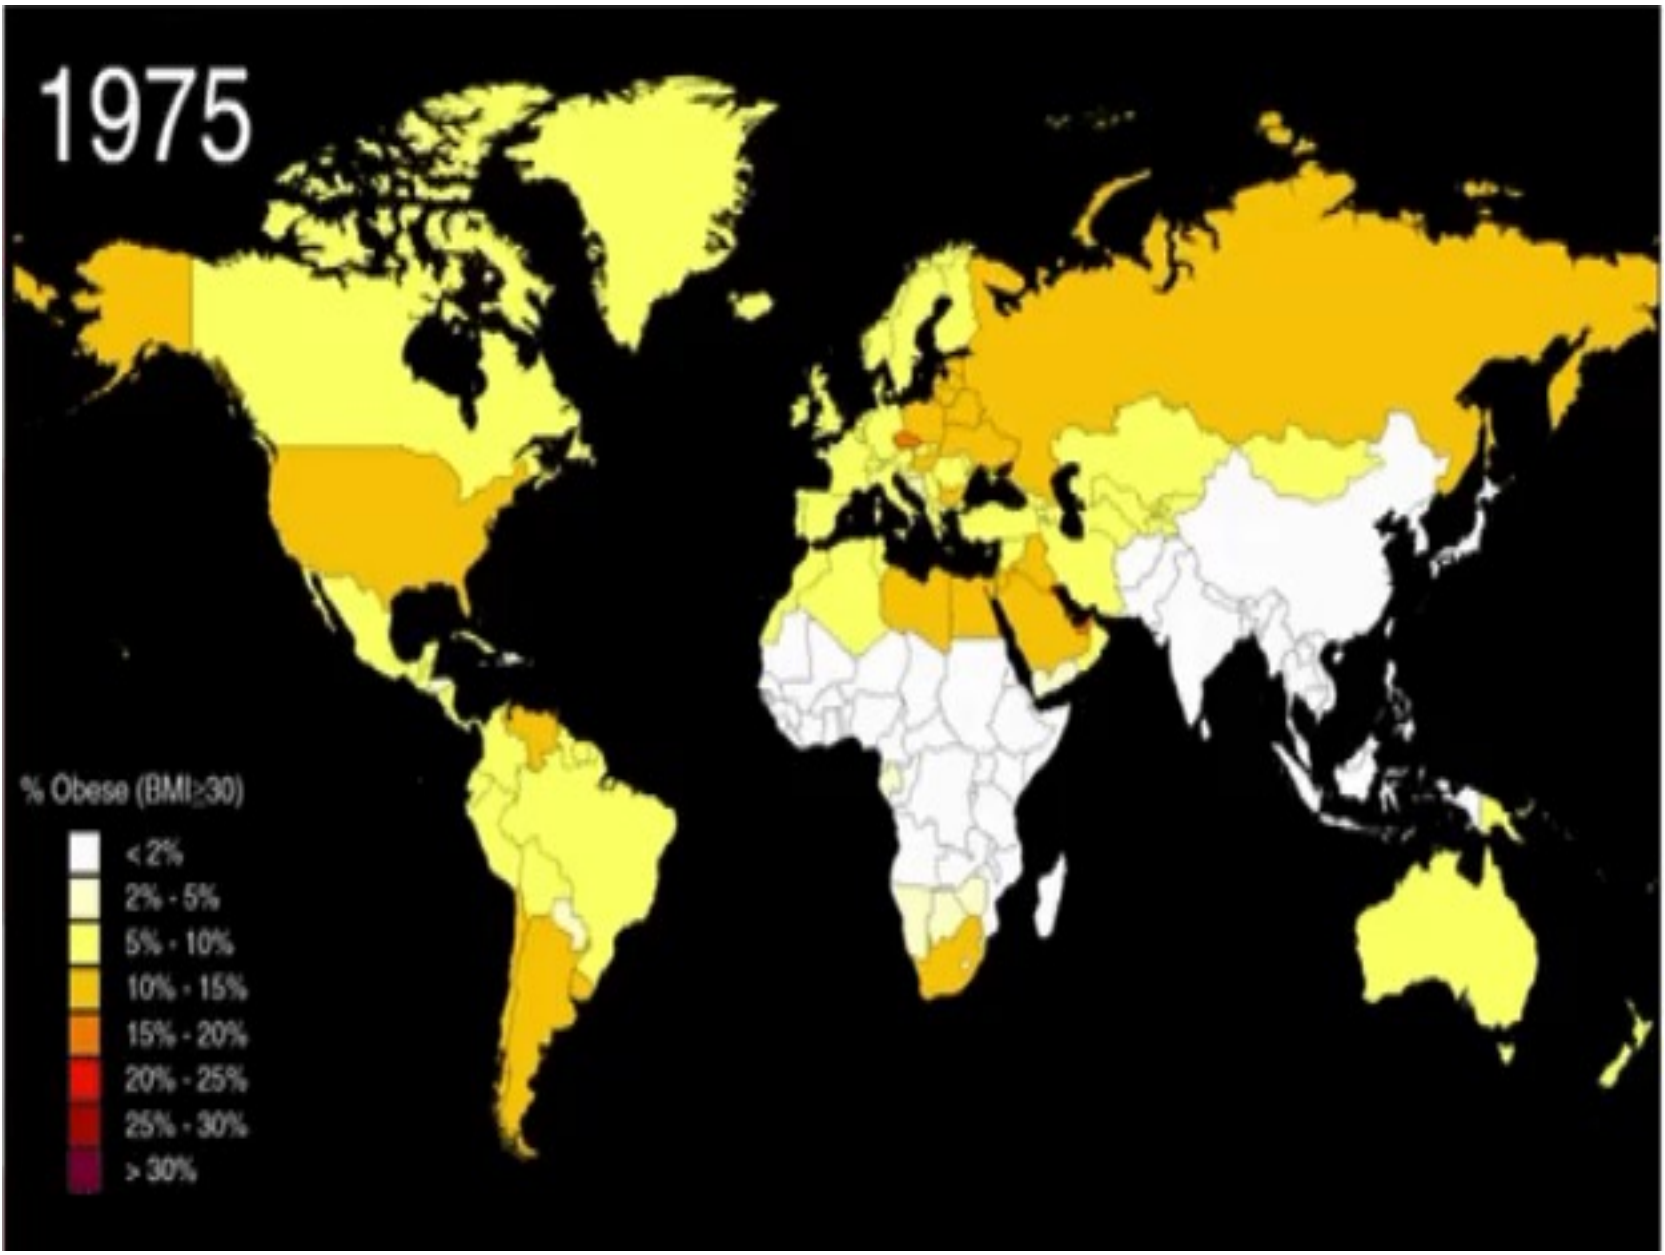 1975
% Obese (BMI≥30)
< 2%
2% - 5%
5% - 10%
10% - 15%
15% - 20%
20% - 25%
25% - 30%
> 30%